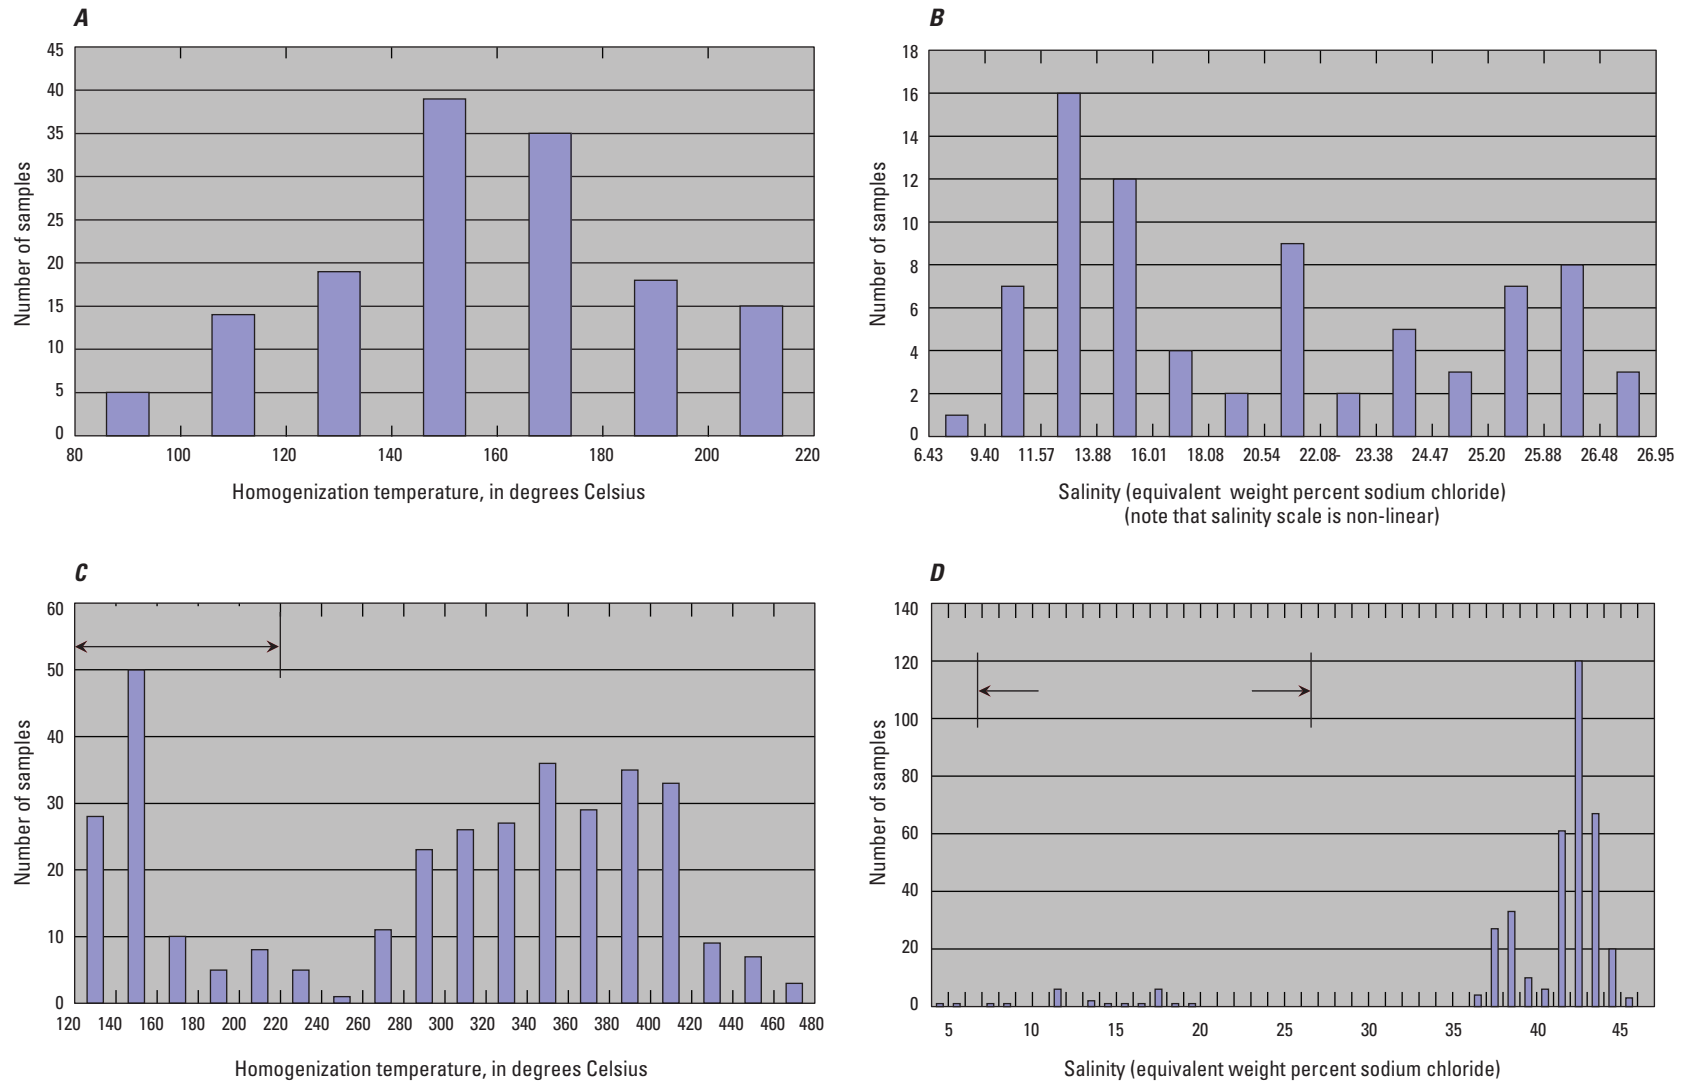 A
45
40
35
30
25
20
15
10
5
0
Number of samples
80 100 120 140 160 180 200 220
Homogenization temperature, in degrees Celsius
B
18
16
14
12
10
8
6
4
2
0
Number of samples
6.43 9.40 11.57 13.88 16.01 18.08 20.54 22.08- 23.38 24.47 25.20 25.88 26.48 26.95
Salinity (equivalent weight percent sodium chloride)
(note that salinity scale is non-linear)
C
60
50
40
30
20
10
0
Number of samples
120 140 160 180 200 220 240 260 280 300 320 340 360 380 400 420 440 460 480
Homogenization temperature, in degrees Celsius
D
140
120
100
80
60
40
20
0
Number of samples
5 10 15 20 25 30 35 40 45
Salinity (equivalent weight percent sodium chloride)